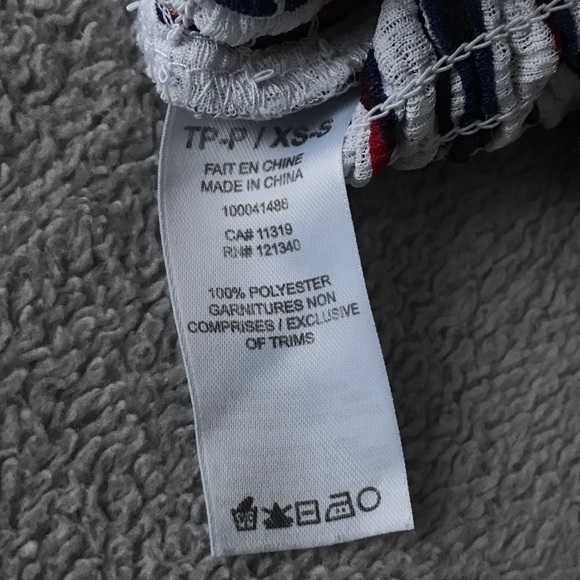 TP-P / XS-S
FAIT EN CHINE
MADE IN CHINA
100041486
CA# 11319
RN# 121340
100% POLYESTER
GARNITURES NON
COMPRISES / EXCLUSIVE
OF TRIMS